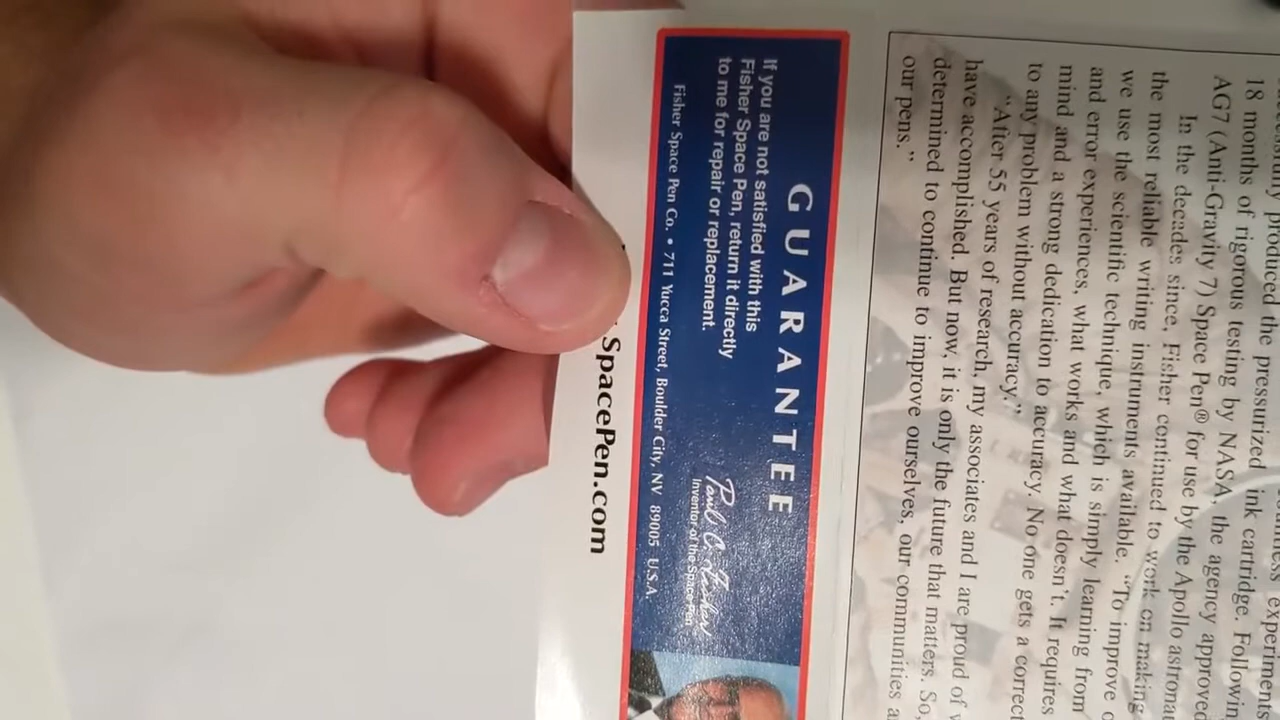 18 months of rigorous testing by NASA, the agency approved
AG7 (Anti-Gravity 7) Space Pen® for use by the Apollo
In the decades since, Fisher continued to work on making
the most reliable writing instruments available. “To improve
we use the scientific technique, which is simply learning from
and error experiences, what works and what doesn't. It requires
mind and a strong dedication to accuracy. No one gets a correct
to any problem without accuracy.”
“After 55 years of research, my associates and I are proud of
have accomplished. But now, it is only the future that matters. So,
determined to continue to improve ourselves, our communities
our pens.”
GUARANTEE
If you are not satisfied with this
Fisher Space Pen, return it directly
to me for repair or replacement.
Paul C. Fisher
Inventor of the Space Pen
Fisher Space Pen Co. • 711 Yucca Street, Boulder City, NV 89005 U.S.A
SpacePen.com